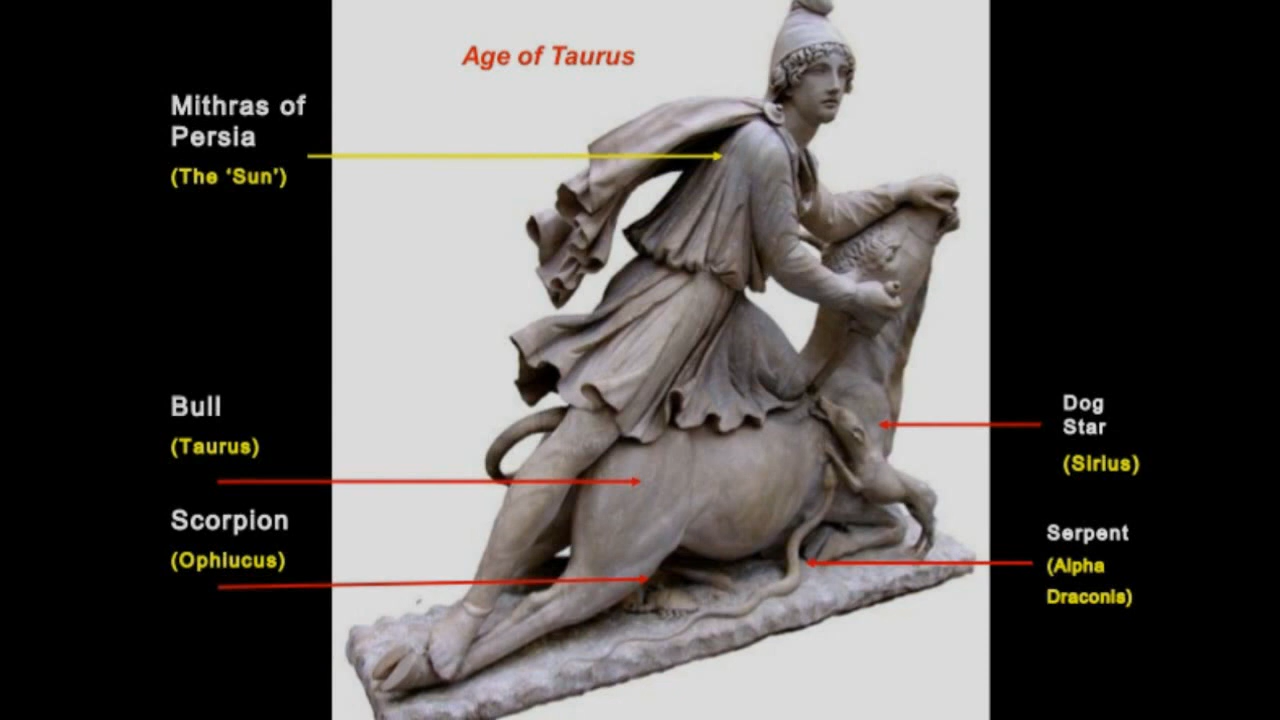 Age of Taurus
Mithras of
Persia
(The ‘Sun’)
Bull
(Taurus)
Scorpion
(Ophiucus)
Dog
Star
(Sirius)
Serpent
(Alpha
Draconis)